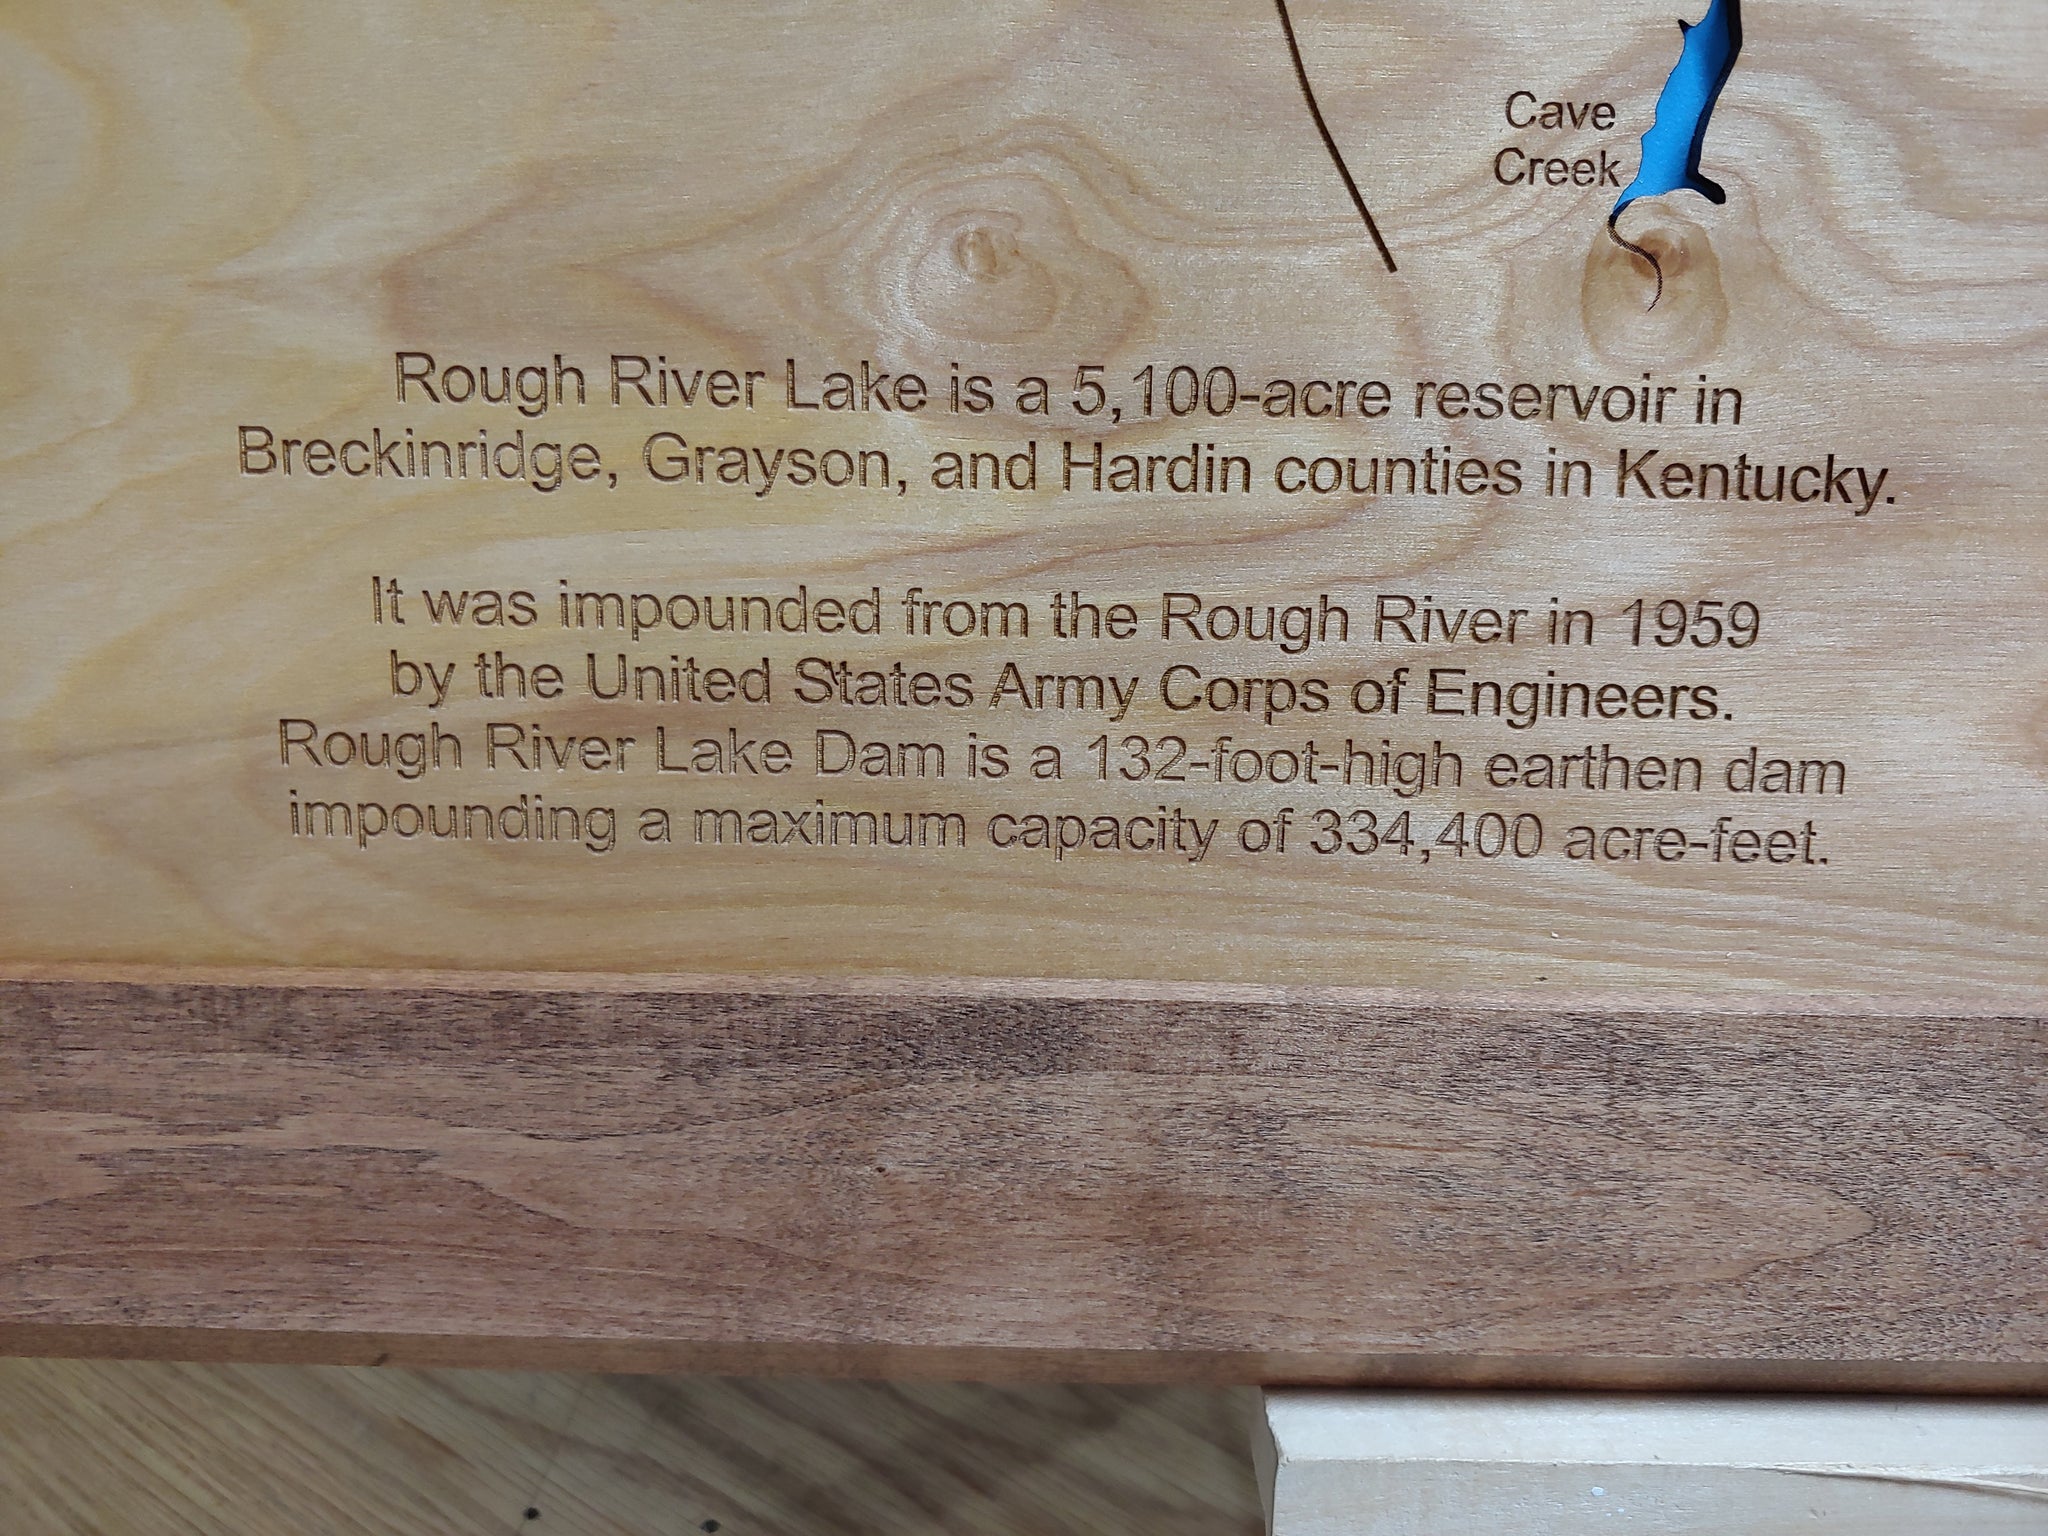 Cave
Creek
Rough River Lake is a 5,100-acre reservoir in
Breckinridge, Grayson, and Hardin counties in Kentucky.
It was impounded from the Rough River in 1959
by the United States Army Corps of Engineers.
Rough River Lake Dam is a 132-foot-high earthen dam
impounding a maximum capacity of 334,400 acre-feet.